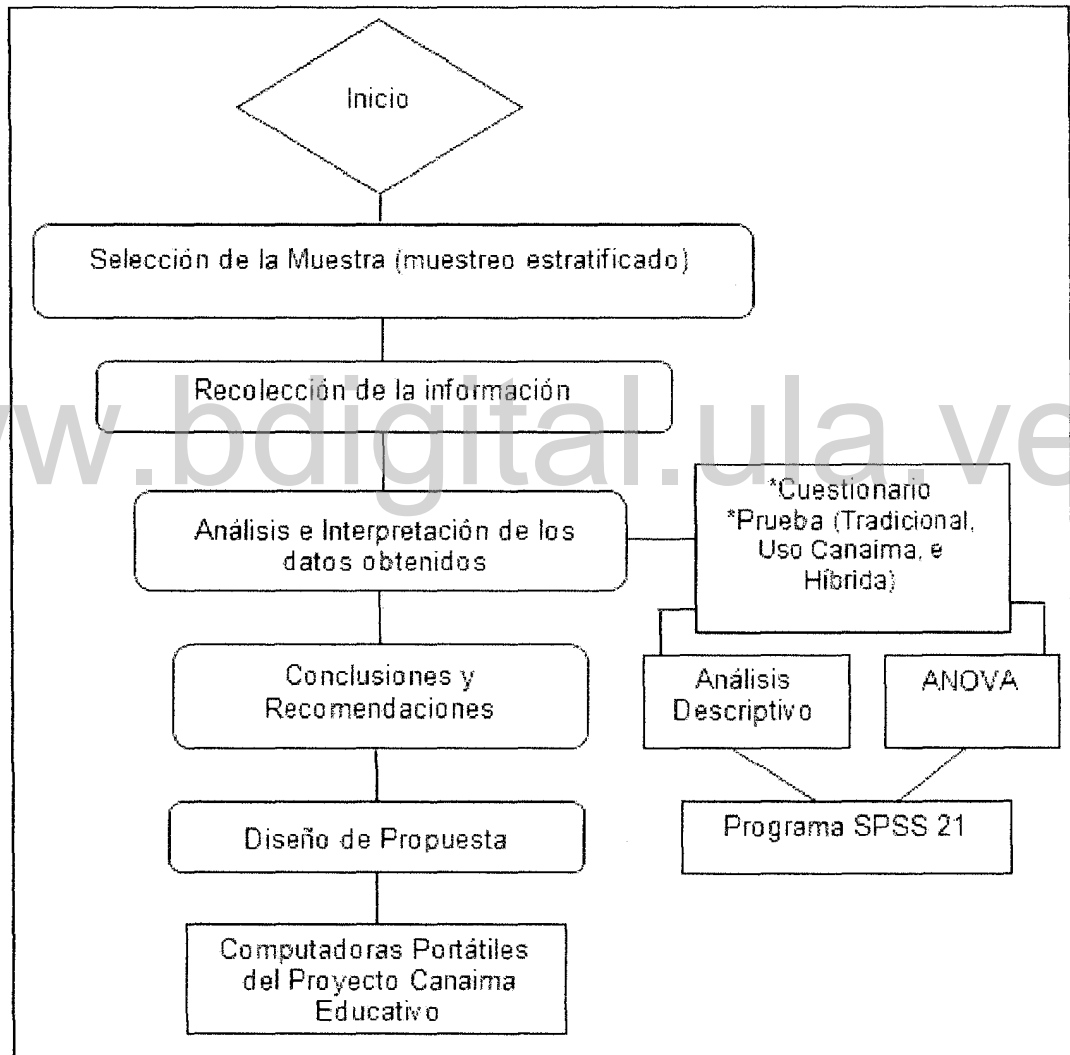 Inicio
Selección de la Muestra (muestreo estratificado)
Recolección de la información
www.bdigital.ula.ve
Análisis e Interpretación de los
datos obtenidos
*Cuestionario
*Prueba (Tradicional,
Uso Canaima, e
Híbrida)
Conclusiones y
Recomendaciones
Análisis
Descriptivo
ANOVA
Diseño de Propuesta
Programa SPSS 21
Computadoras Portátiles
del Proyecto Canaima
Educativo